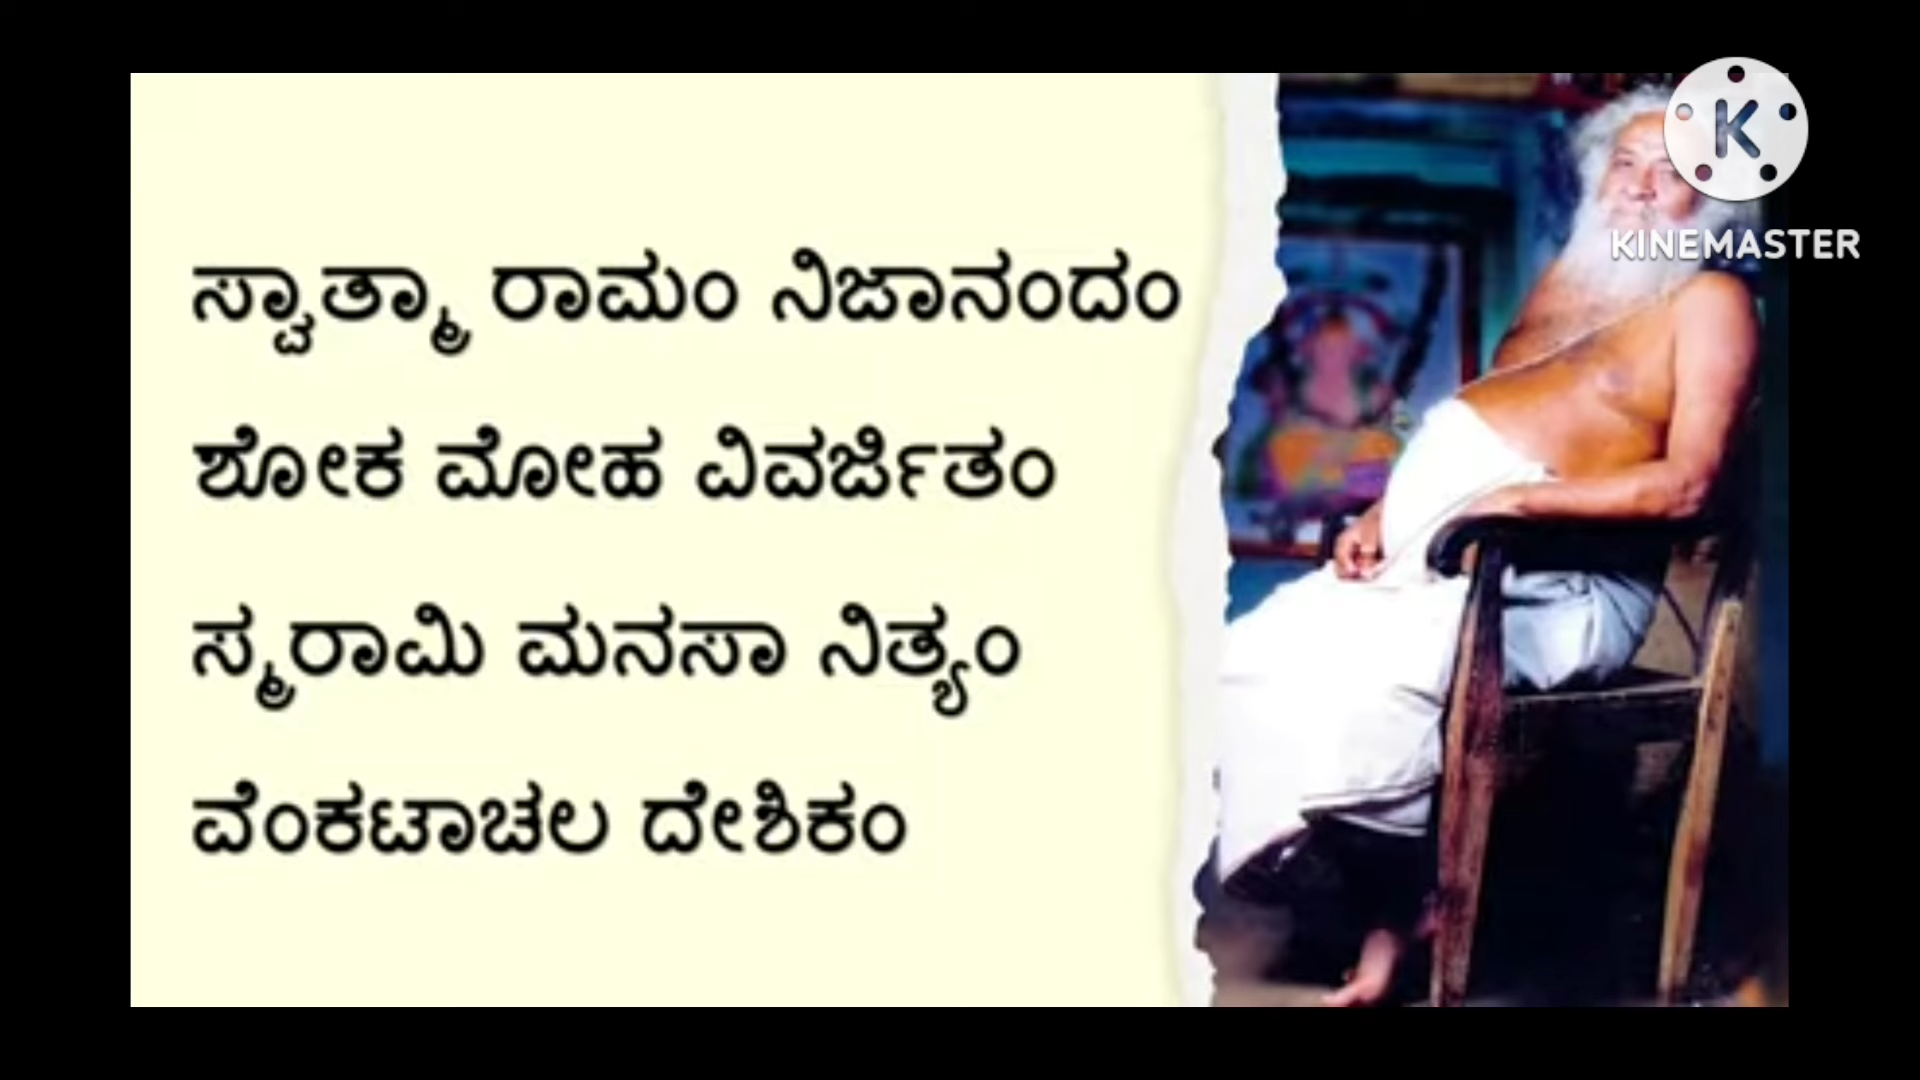 ಸ್ವಾತ್ಮಾ ರಾಮಂ ನಿಜಾನಂದಂ
ಶೋಕ ಮೋಹ ವಿವರ್ಜಿತಂ
ಸ್ಮರಾಮಿ ಮನಸಾ ನಿತ್ಯಂ
ವೆಂಕಟಾಚಲ ದೇಶಿಕಂ
K
KINEMASTER